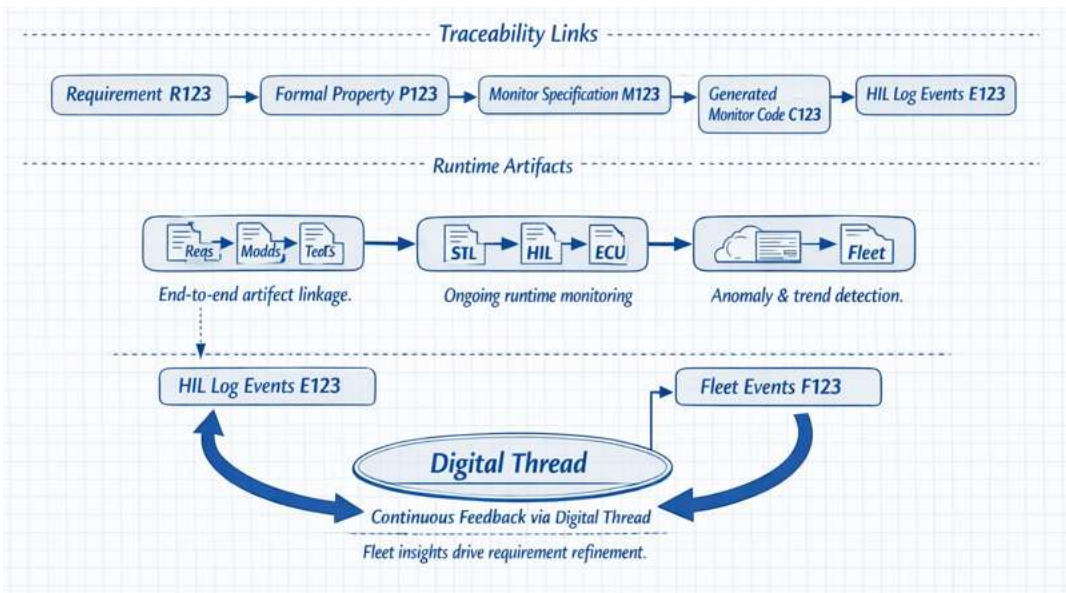 Traceability Links
Requirement R123
Formal Property P123
Monitor Specification M123
Generated
Monitor Code C123
HIL Log Events E123
Runtime Artifacts
Reqs
Modds
Tedts
STL
HIL
ECU
Fleet
End-to-end artifect linkage.
Ongoing runtime monitoring
Anomaly & trend detection.
HIL Log Events E123
Fleet Events F123
Digital Thread
Continuous Feedback via Digital Thread
Fleet insights drive requirement refinement.